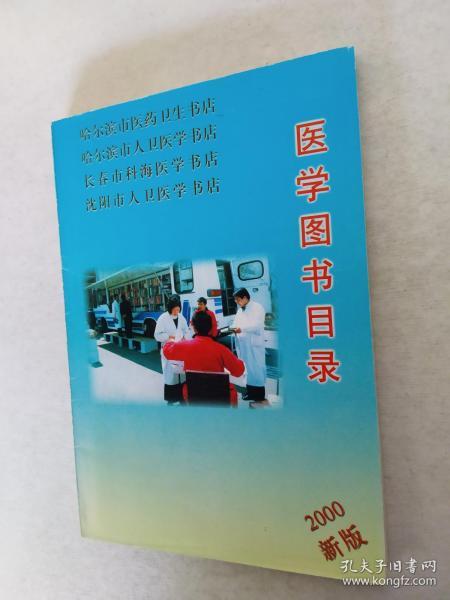 哈尔滨市医药卫生书店
哈尔滨市人卫医学书店
长春市科海医学书店
沈阳市人卫医学书店
医学图书目录
2000
新版
孔夫子旧书网
www.kongfz.com